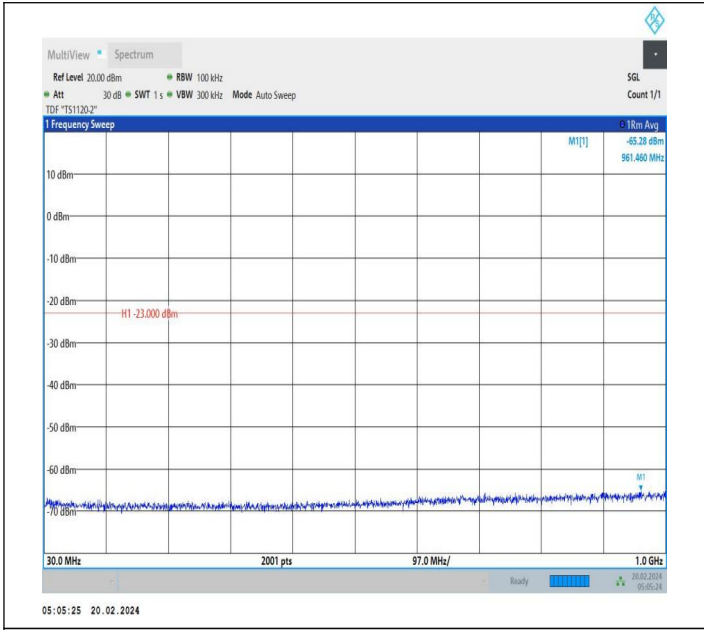 R S
MultiView Spectrum
Ref Level 20.00 dBm RBW 100 kHz SGL
Att 30 dB SWT 1 s VBW 300 kHz Mode Auto Sweep Count 1/1
TDF "TS1120-2"
1 Frequency Sweep 1Rm Avg
M1[1] -65.28 dBm
961.460 MHz
10 dBm
0 dBm
-10 dBm
-20 dBm
H1 -23.000 dBm
-30 dBm
-40 dBm
-50 dBm
-60 dBm
M1
-70 dBm
30.0 MHz 2001 pts 97.0 MHz/ 1.0 GHz
Ready 20.02.2024
05:05:24
05:05:25 20.02.2024